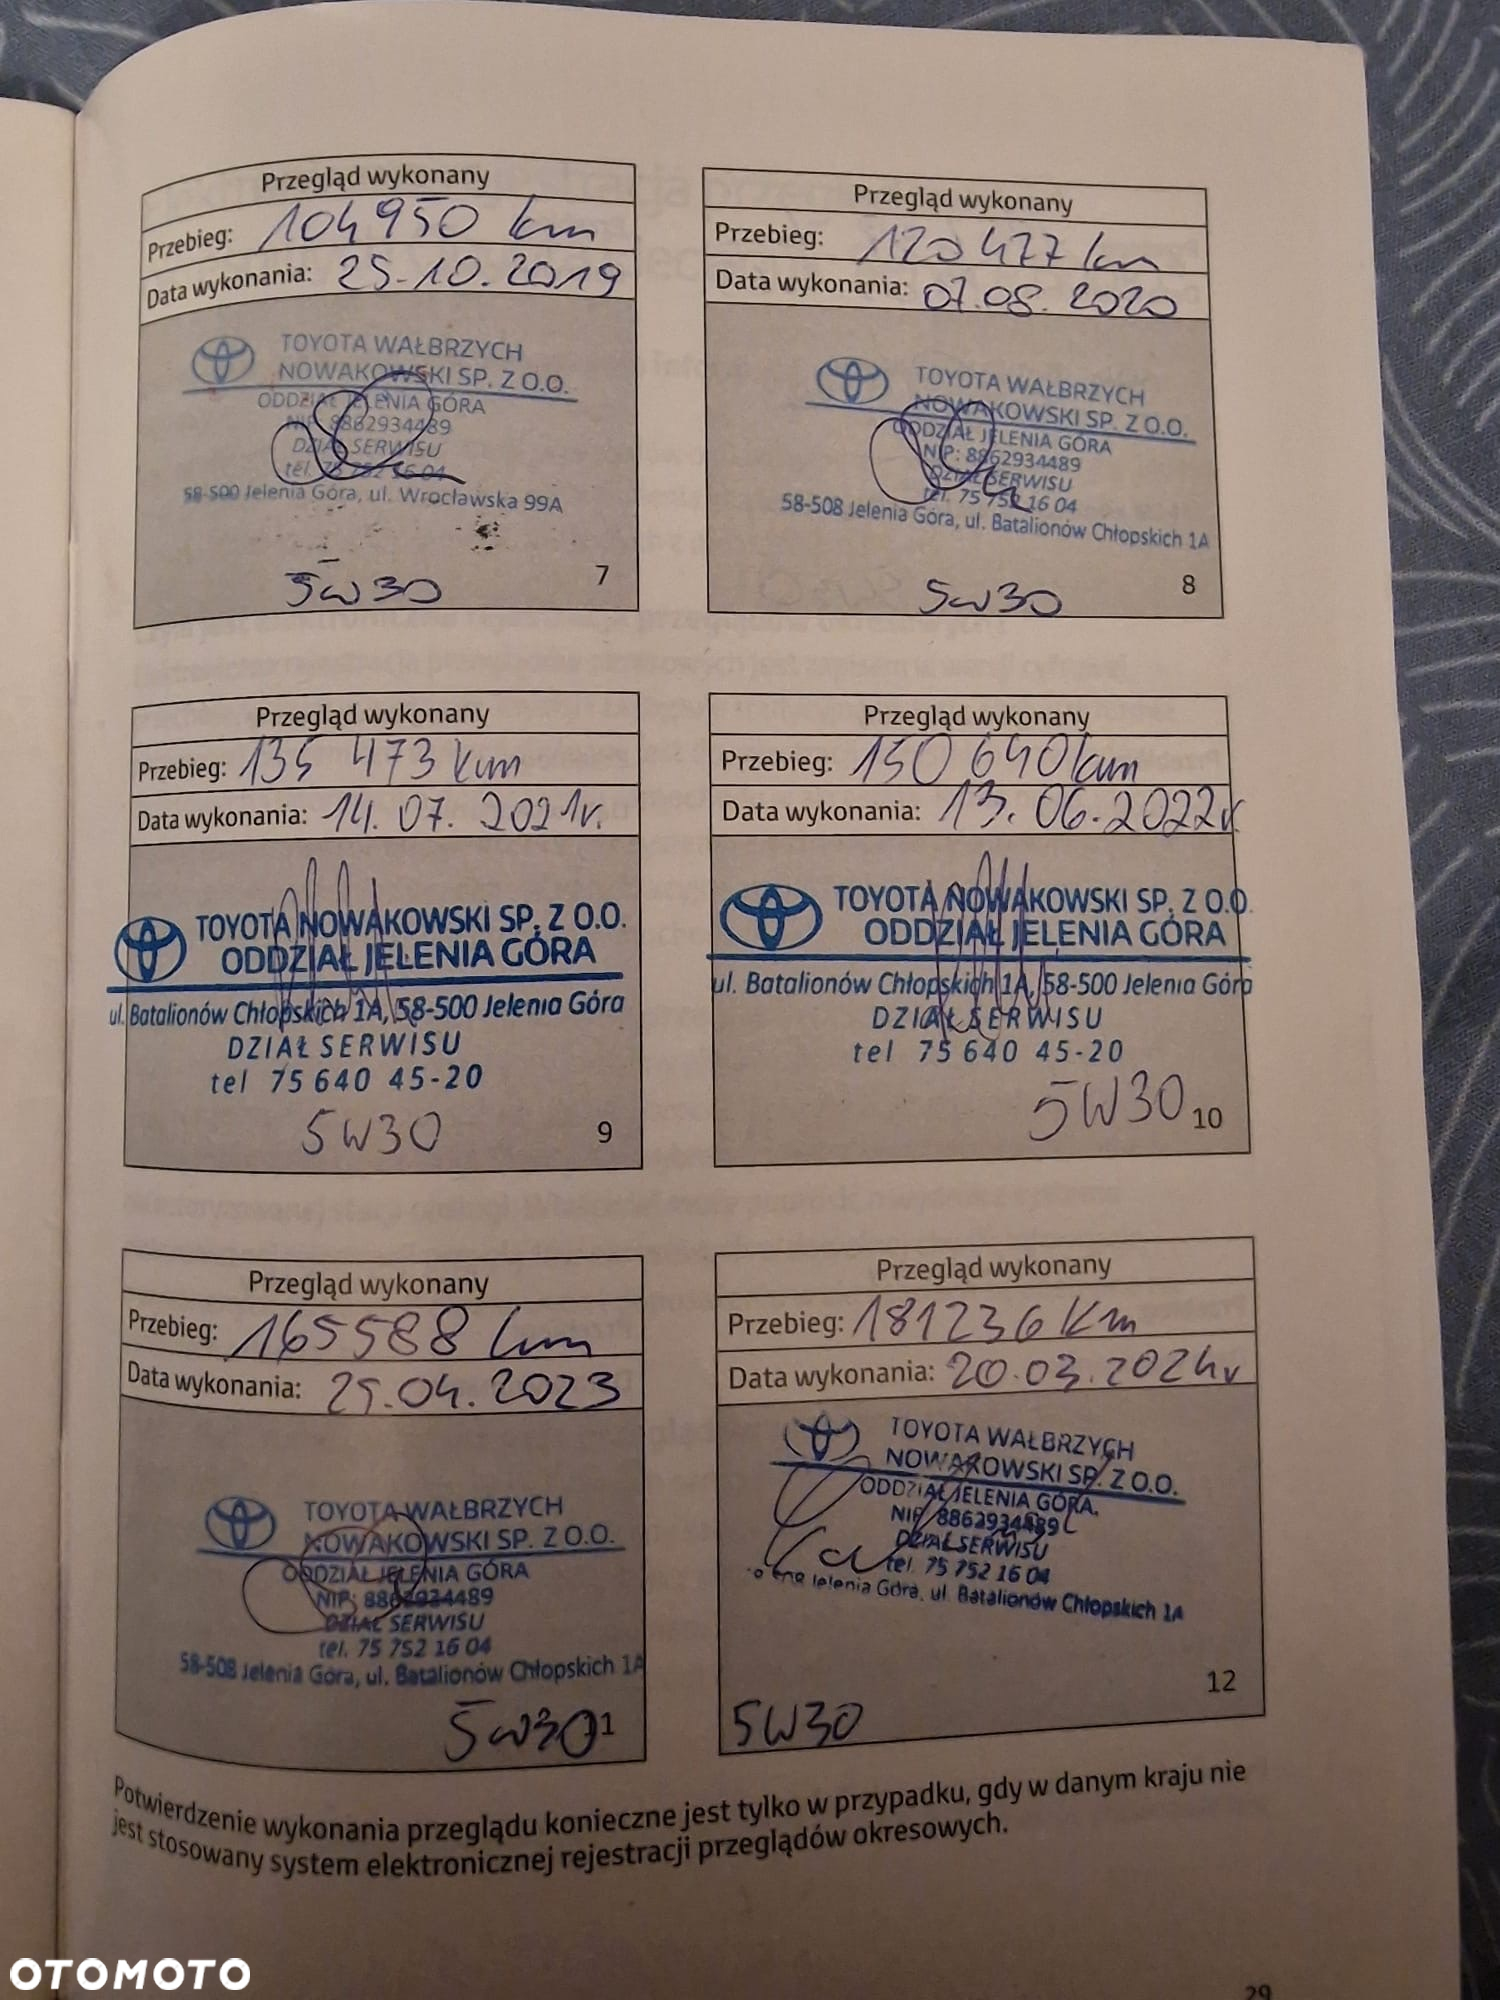 Przegląd wykonany
Przebieg: 104950 km
Data wykonania: 25.10.2019
TOYOTA WAŁBRZYCH
NOWAKOWSKI SP. Z O.O.
ODDZIAŁ JELENIA GÓRA
NIP: 8862934489
DZIAŁ SERWISU
tel. 75 752 16 04
58-500 Jelenia Góra, ul. Wrocławska 99A
5W30
7
Przegląd wykonany
Przebieg: 120477 km
Data wykonania: 07.08.2020
TOYOTA WAŁBRZYCH
NOWAKOWSKI SP. Z O.O.
ODDZIAŁ JELENIA GÓRA
NIP: 8862934489
DZIAŁ SERWISU
tel. 75 752 16 04
58-508 Jelenia Góra, ul. Batalionów Chłopskich 1A
5W30
8
Przegląd wykonany
Przebieg: 135 473 km
Data wykonania: 14.07.2021r.
TOYOTA NOWAKOWSKI SP. Z O.O.
ODDZIAŁ JELENIA GÓRA
ul. Batalionów Chłopskich 1A, 58-500 Jelenia Góra
DZIAŁ SERWISU
tel 75 640 45-20
5W30
9
Przegląd wykonany
Przebieg: 150 640 km
Data wykonania: 13.06.2022r.
TOYOTA NOWAKOWSKI SP. Z O.O.
ODDZIAŁ JELENIA GÓRA
ul. Batalionów Chłopskich 1A, 58-500 Jelenia Góra
DZIAŁ SERWISU
tel 75 640 45-20
5W30
10
Przegląd wykonany
Przebieg: 165588 km
Data wykonania: 25.04.2023
TOYOTA WAŁBRZYCH
NOWAKOWSKI SP. Z O.O.
ODDZIAŁ JELENIA GÓRA
NIP: 8862934489
DZIAŁ SERWISU
tel. 75 752 16 04
58-508 Jelenia Góra, ul. Batalionów Chłopskich 1A
5W30
1
Przegląd wykonany
Przebieg: 181236 Km
Data wykonania: 20.03.2024r
TOYOTA WAŁBRZYCH
NOWAKOWSKI SP. Z O.O.
ODDZIAŁ JELENIA GÓRA
NIP 8862934489
DZIAŁ SERWISU
tel. 75 752 16 04
Jelenia Góra, ul. Batalionów Chłopskich 1A
12
5W30
Potwierdzenie wykonania przeglądu konieczne jest tylko w przypadku, gdy w danym kraju nie
jest stosowany system elektronicznej rejestracji przeglądów okresowych.
OTOMOTO
29